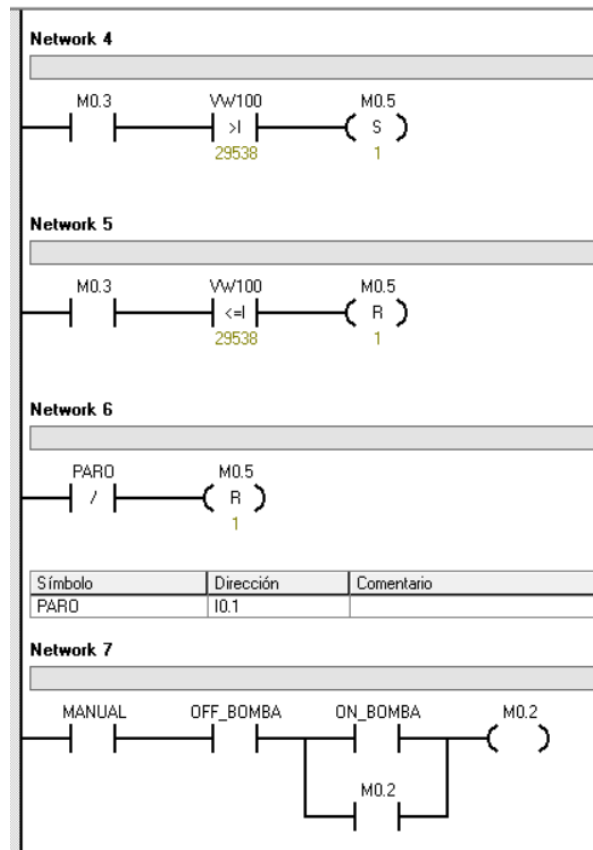 Network 4
M0.3 VW100 M0.5
>I S
29538 1
Network 5
M0.3 VW100 M0.5
<=I R
29538 1
Network 6
PARO M0.5
/ R
1
Símbolo Dirección Comentario
PARO I0.1
Network 7
MANUAL OFF_BOMBA ON_BOMBA M0.2
M0.2